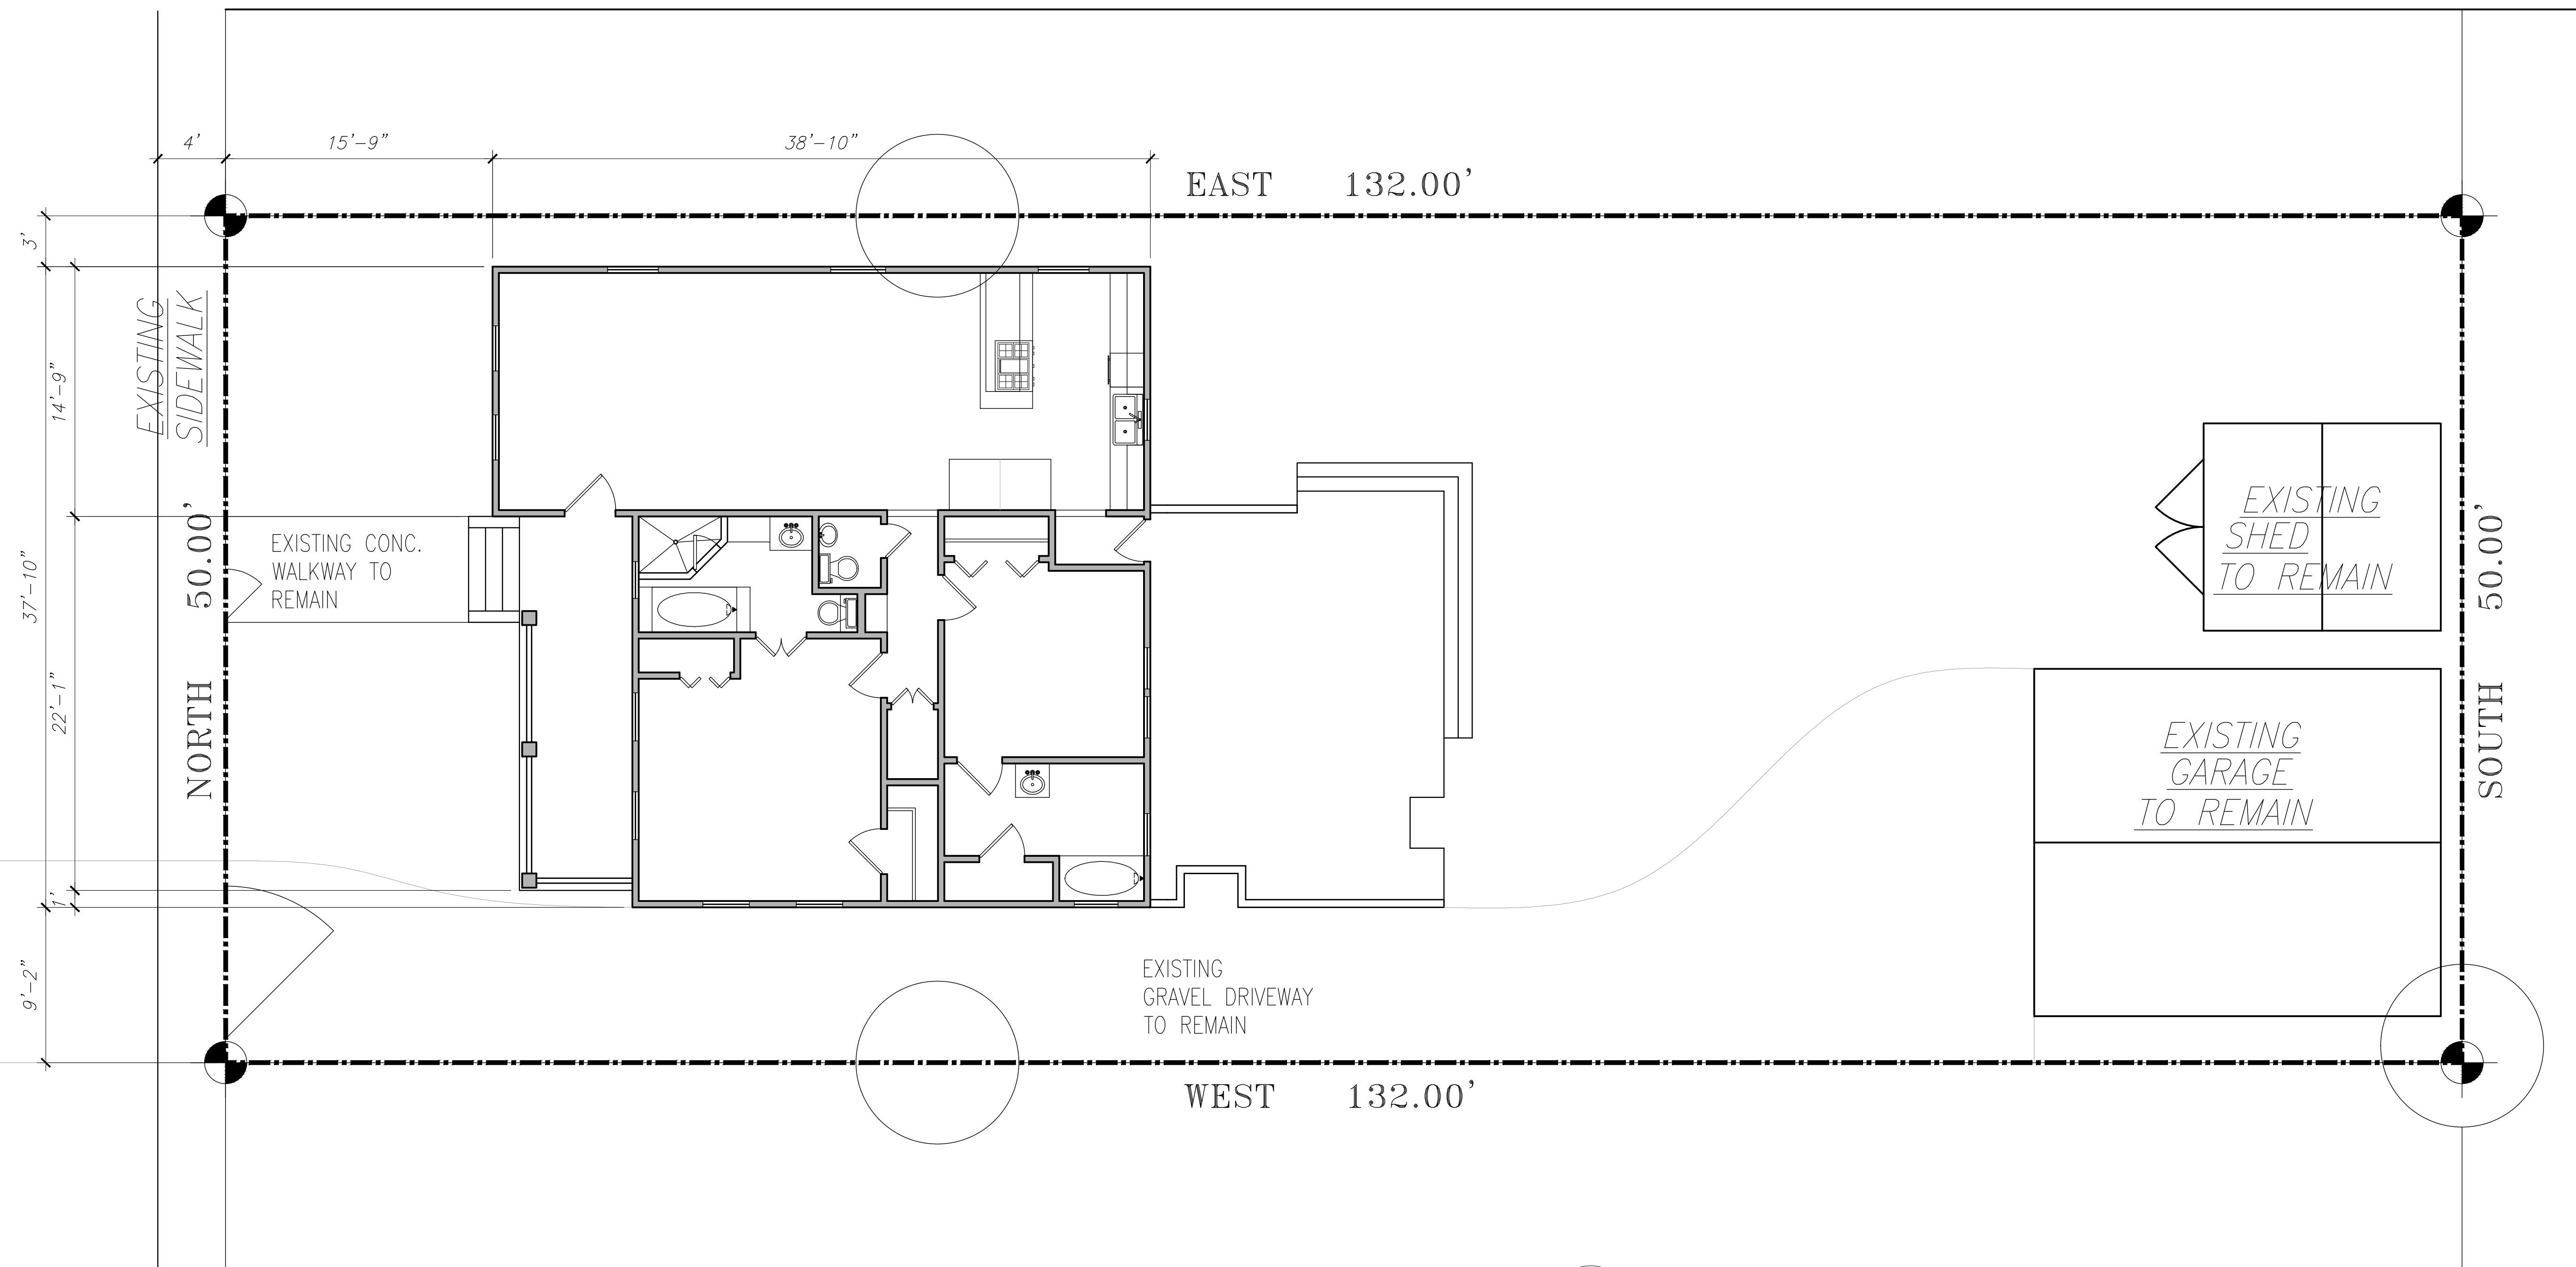 4'
15'-9"
38'-10"
EAST 132.00'
3'
14'-9"
37'-10"
22'-1"
1'
9'-2"
EXISTING
SIDEWALK
NORTH 50.00'
EXISTING CONC.
WALKWAY TO
REMAIN
EXISTING
SHED
TO REMAIN
EXISTING
GARAGE
TO REMAIN
SOUTH 50.00'
EXISTING
GRAVEL DRIVEWAY
TO REMAIN
WEST 132.00'